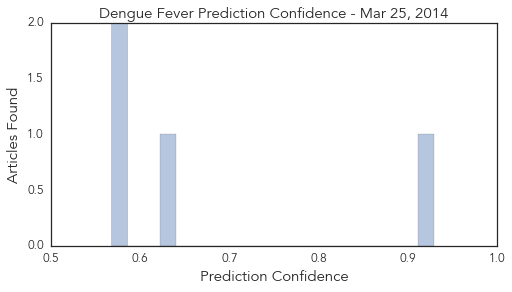 Dengue Fever Prediction Confidence - Mar 25, 2014
2.0
1.5
1.0
0.5
0.0
Articles Found
0.5 0.6 0.7 0.8 0.9 1.0
Prediction Confidence